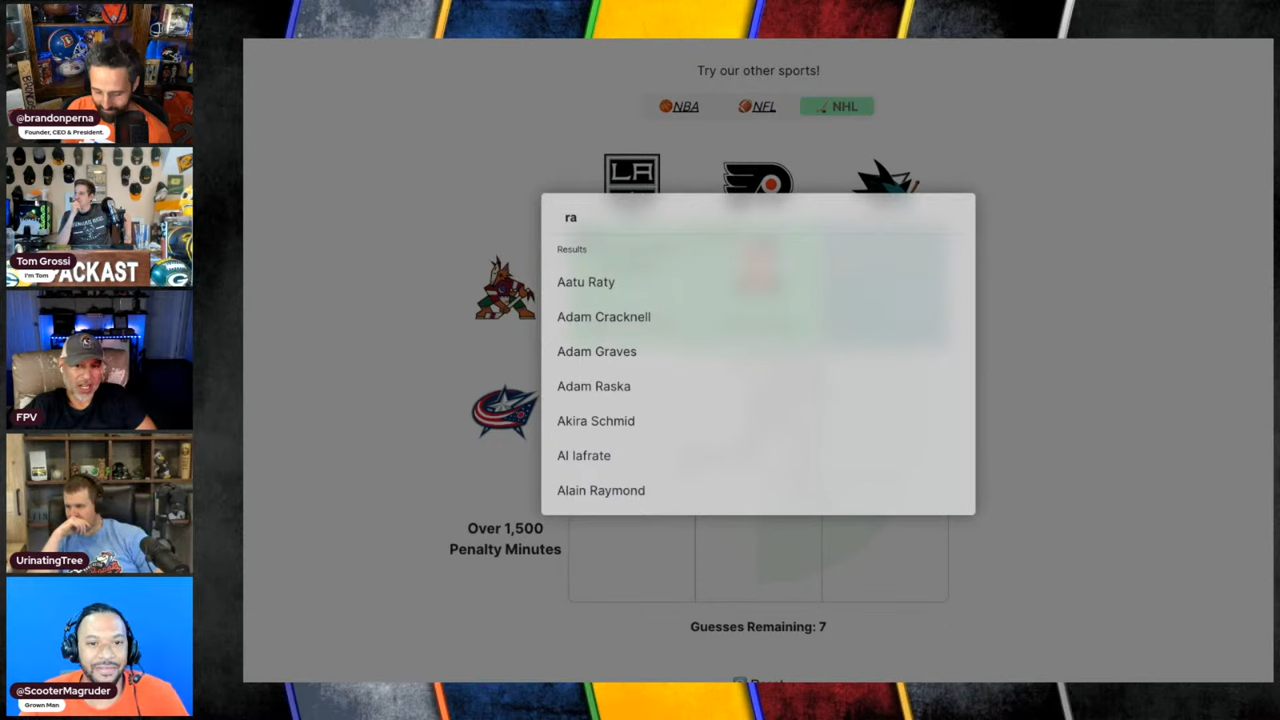 @brandonperna
Founder, CEO & President.
Tom Grossi
I'm Tom
PACKAST
FPV
UrinatingTree
@ScooterMagruder
Grown Man
Try our other sports!
NBA
NFL
NHL
LA
ra
Results
Aatu Raty
Adam Cracknell
Adam Graves
Adam Raska
Akira Schmid
Al Iafrate
Alain Raymond
Over 1,500
Penalty Minutes
Guesses Remaining: 7